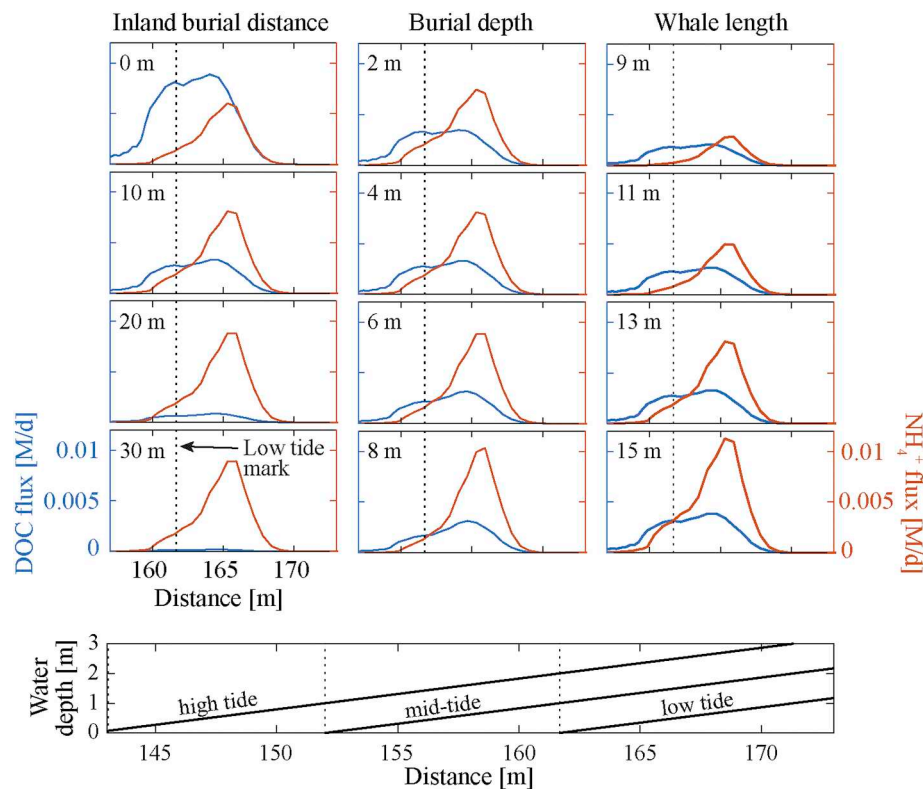 Inland burial distance Burial depth Whale length
0 m 2 m 9 m
10 m 4 m 11 m
20 m 6 m 13 m
30 m 8 m 15 m
Low tide
mark
DOC flux [M/d]
0.01
0.005
0
NH₄⁺ flux [M/d]
0.01
0.005
0
160 165 170
Distance [m]
Water
depth [m]
3
2
1
0
high tide mid-tide low tide
145 150 155 160 165 170
Distance [m]